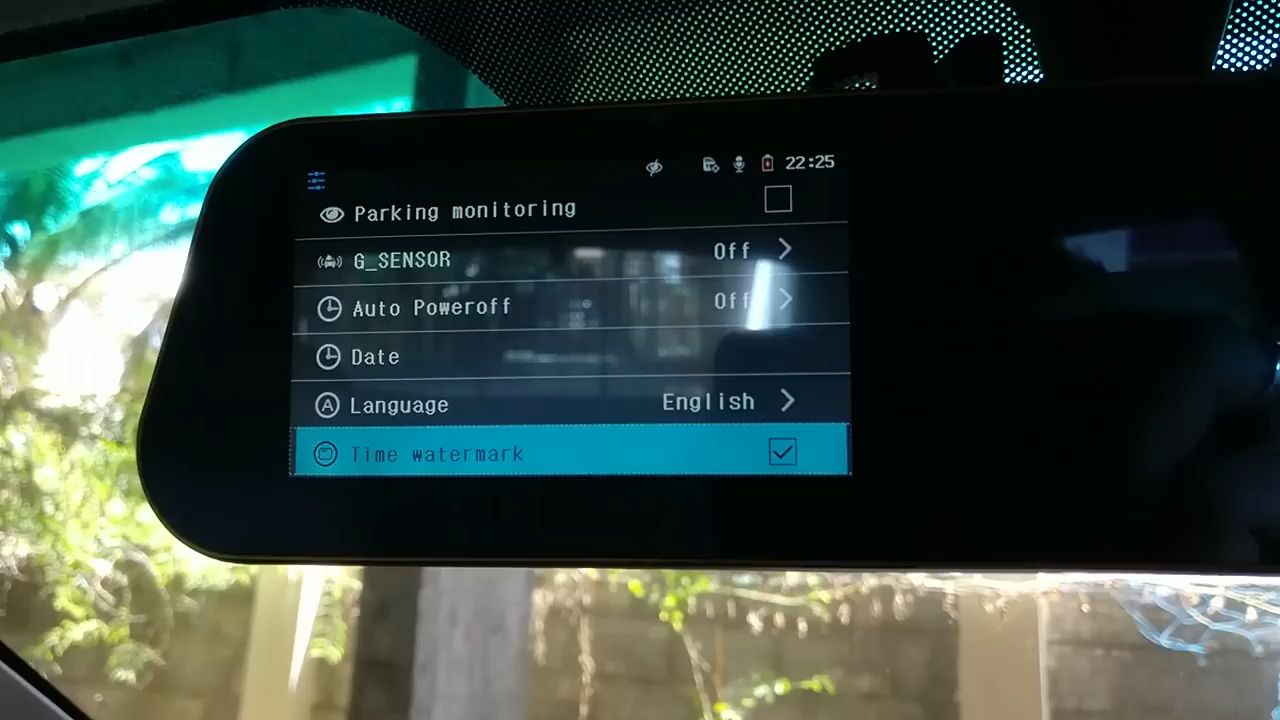 22:25
Parking monitoring
G_SENSOR Off
Auto Poweroff Off
Date
Language English
Time watermark